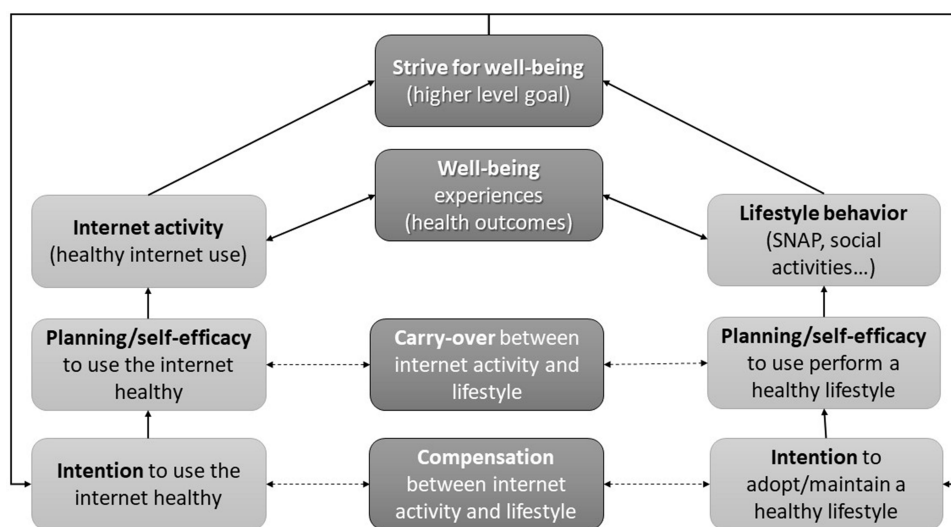 Strive for well-being
(higher level goal)
Well-being
experiences
(health outcomes)
Internet activity
(healthy internet use)
Lifestyle behavior
(SNAP, social
activities...)
Planning/self-efficacy
to use the internet
healthy
Carry-over between
internet activity and
lifestyle
Planning/self-efficacy
to use perform a
healthy lifestyle
Intention to use the
internet healthy
Compensation
between internet
activity and lifestyle
Intention to
adopt/maintain a
healthy lifestyle